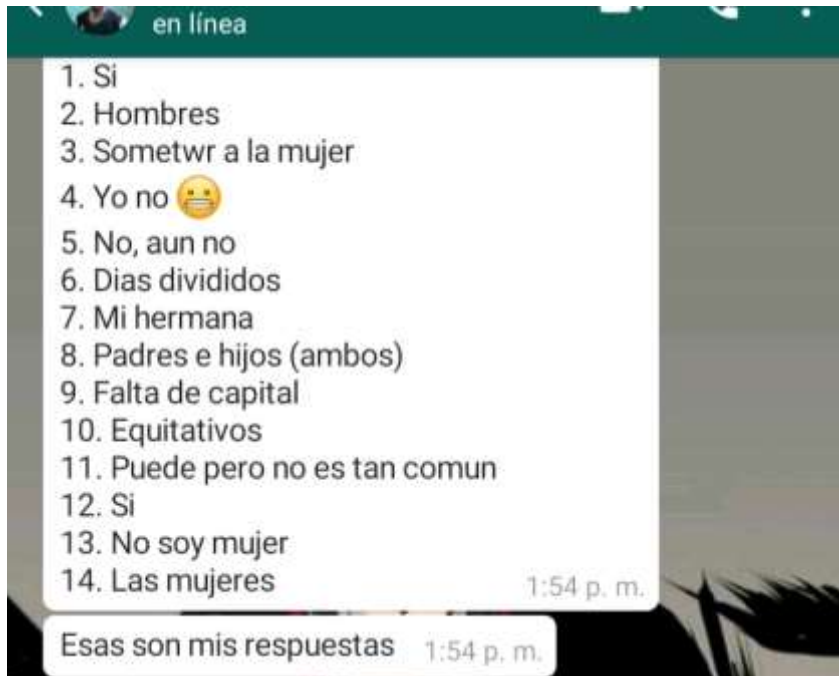 en línea
1. Si
2. Hombres
3. Sometwr a la mujer
4. Yo no 😬
5. No, aun no
6. Dias divididos
7. Mi hermana
8. Padres e hijos (ambos)
9. Falta de capital
10. Equitativos
11. Puede pero no es tan comun
12. Si
13. No soy mujer
14. Las mujeres 1:54 p. m.
Esas son mis respuestas 1:54 p. m.